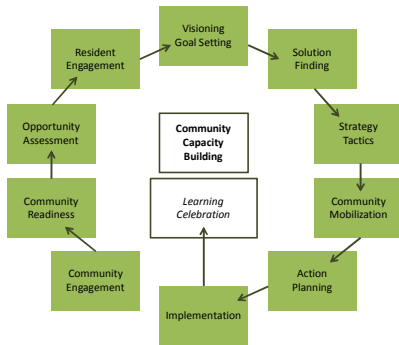 Visioning
Goal Setting
Resident
Engagement
Solution
Finding
Opportunity
Assessment
Community
Capacity
Building
Strategy
Tactics
Community
Readiness
Learning
Celebration
Community
Mobilization
Community
Engagement
Action
Planning
Implementation